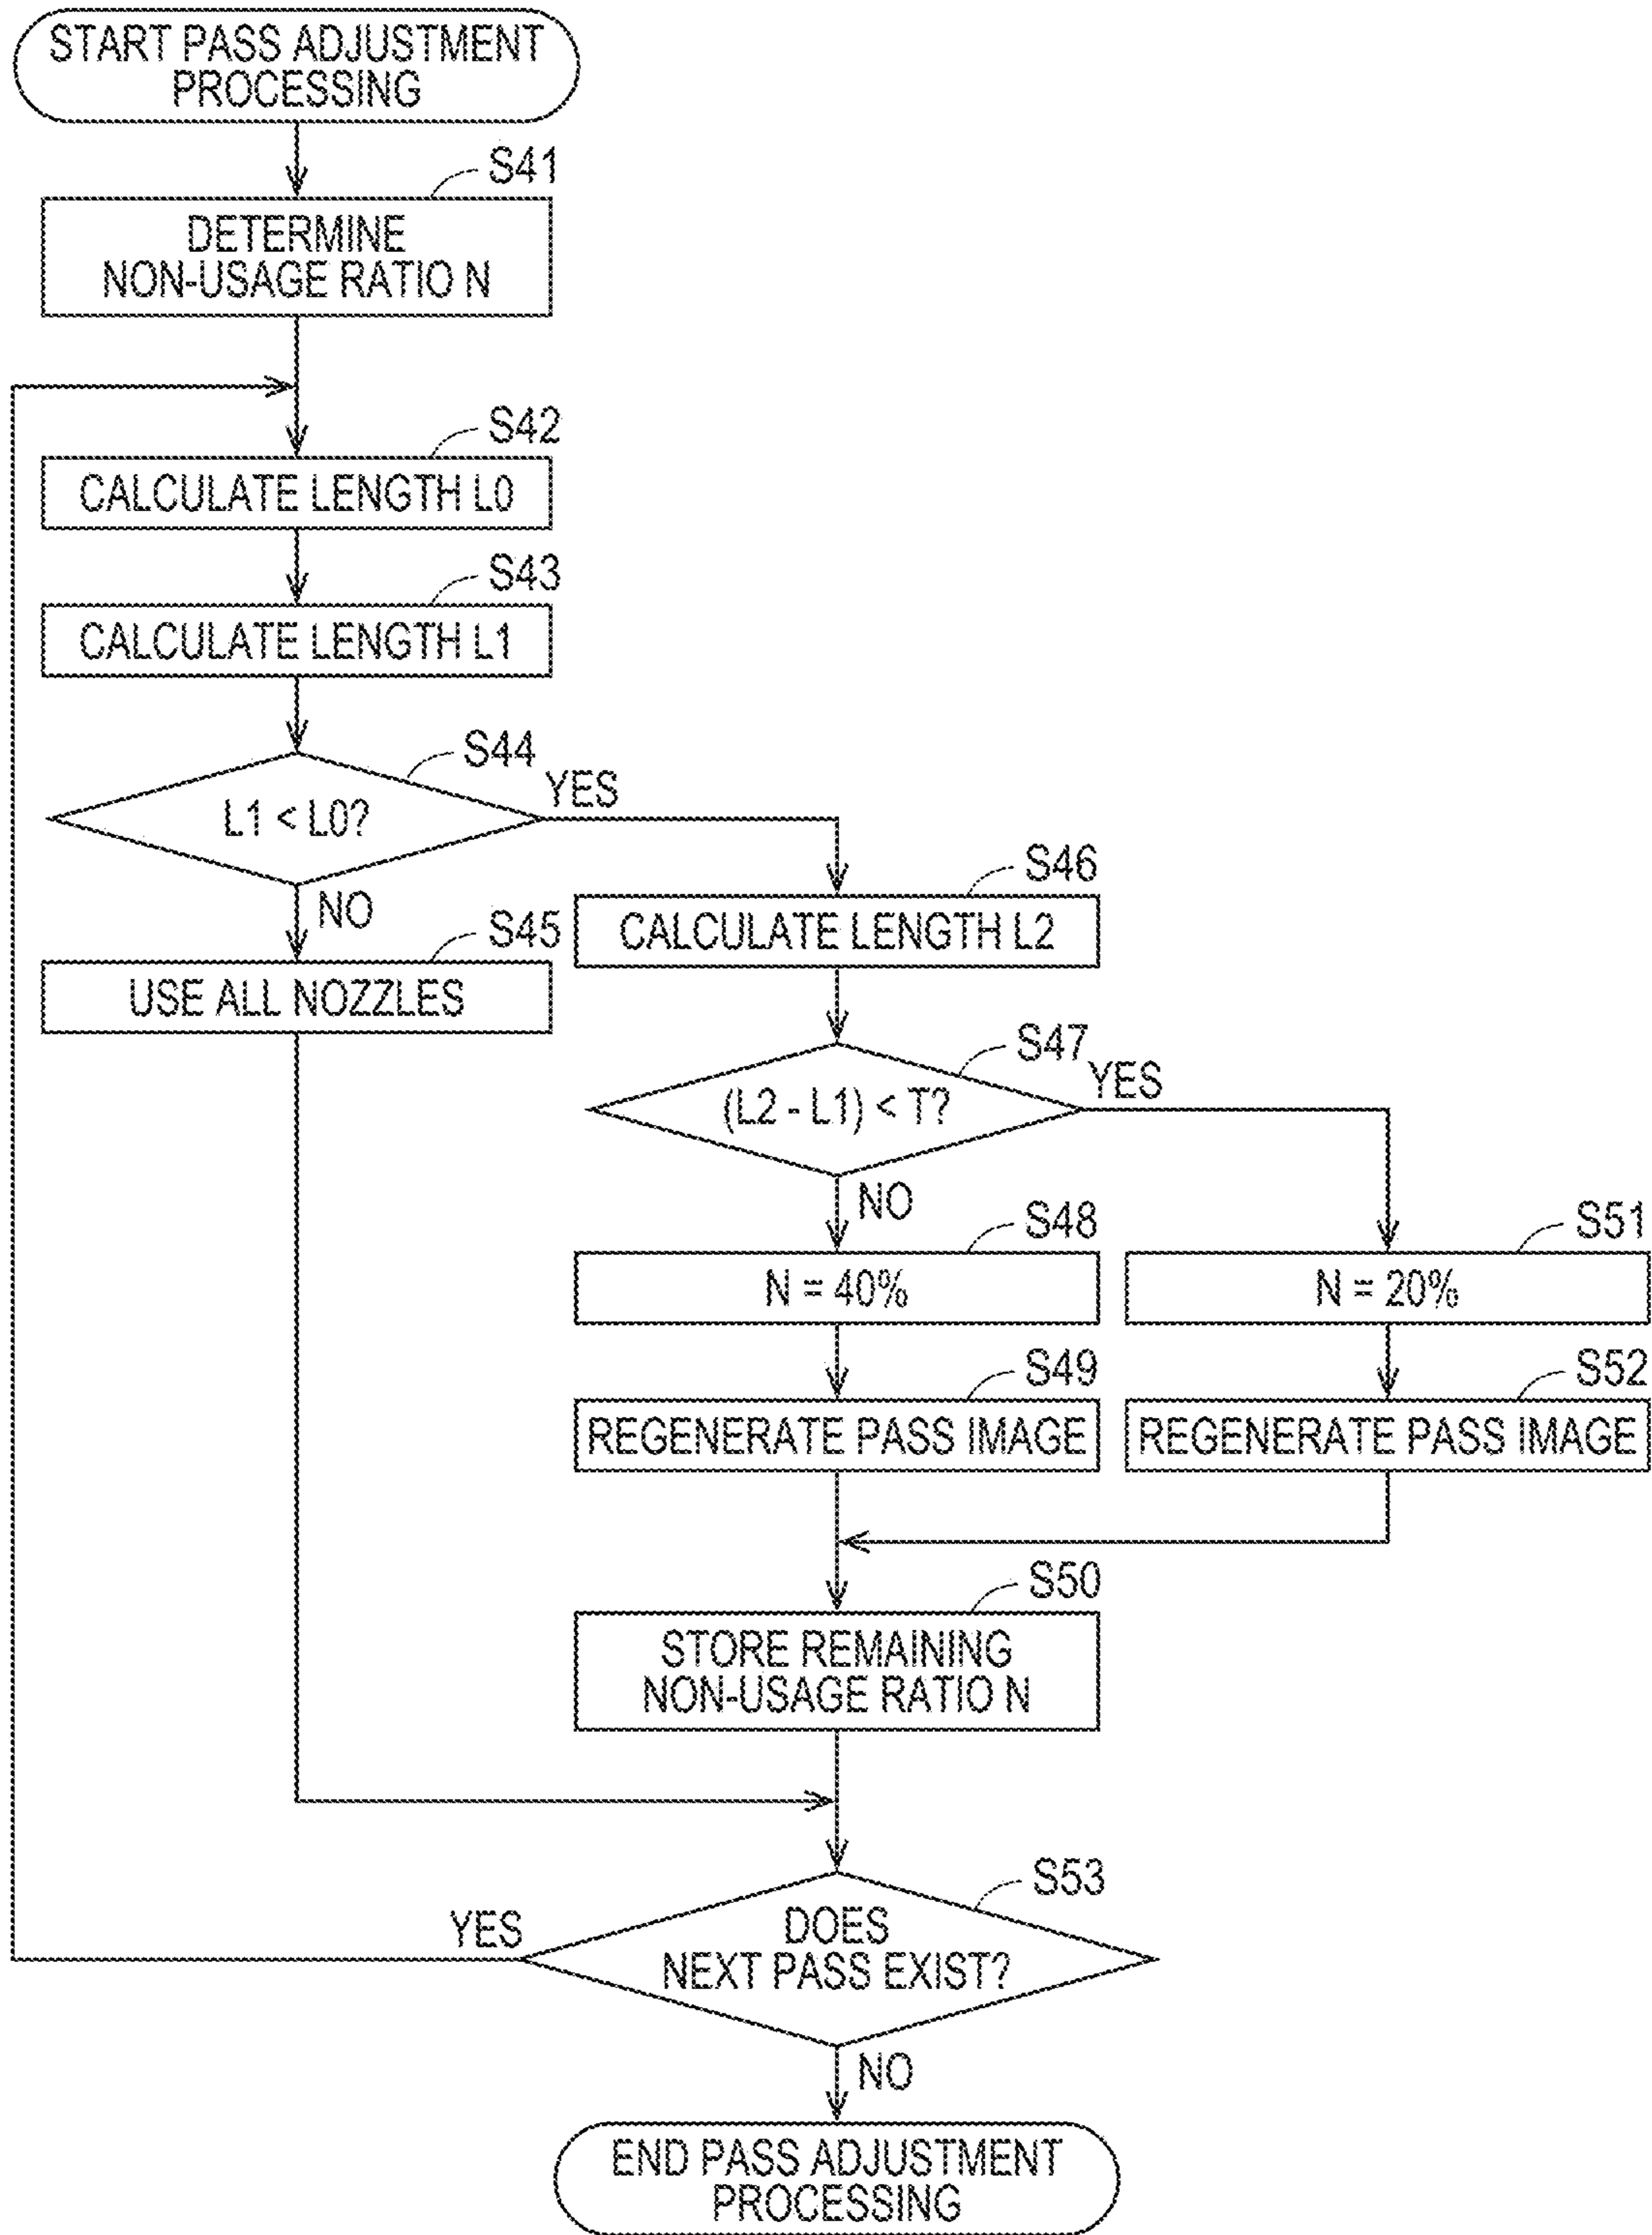 START PASS ADJUSTMENT
PROCESSING
S41
DETERMINE
NON-USAGE RATIO N
S42
CALCULATE LENGTH L0
S43
CALCULATE LENGTH L1
S44
L1 < L0?
YES
NO
S45
USE ALL NOZZLES
S46
CALCULATE LENGTH L2
S47
(L2 - L1) < T?
YES
NO
S48
N = 40%
S49
REGENERATE PASS IMAGE
S51
N = 20%
S52
REGENERATE PASS IMAGE
S50
STORE REMAINING
NON-USAGE RATIO N
S53
DOES
NEXT PASS EXIST?
YES
NO
END PASS ADJUSTMENT
PROCESSING